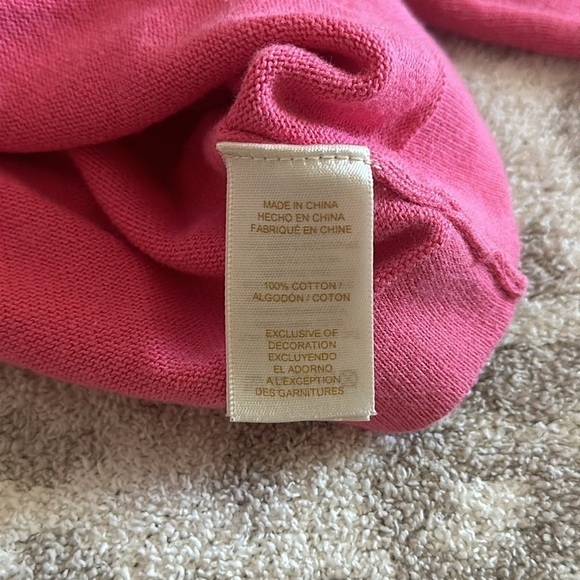 MADE IN CHINA
HECHO EN CHINA
FABRIQUÉ EN CHINE
100% COTTON /
ALGODÓN / COTON
EXCLUSIVE OF
DECORATION
EXCLUYENDO
EL ADORNO
A L'EXCEPTION
DES GARNITURES